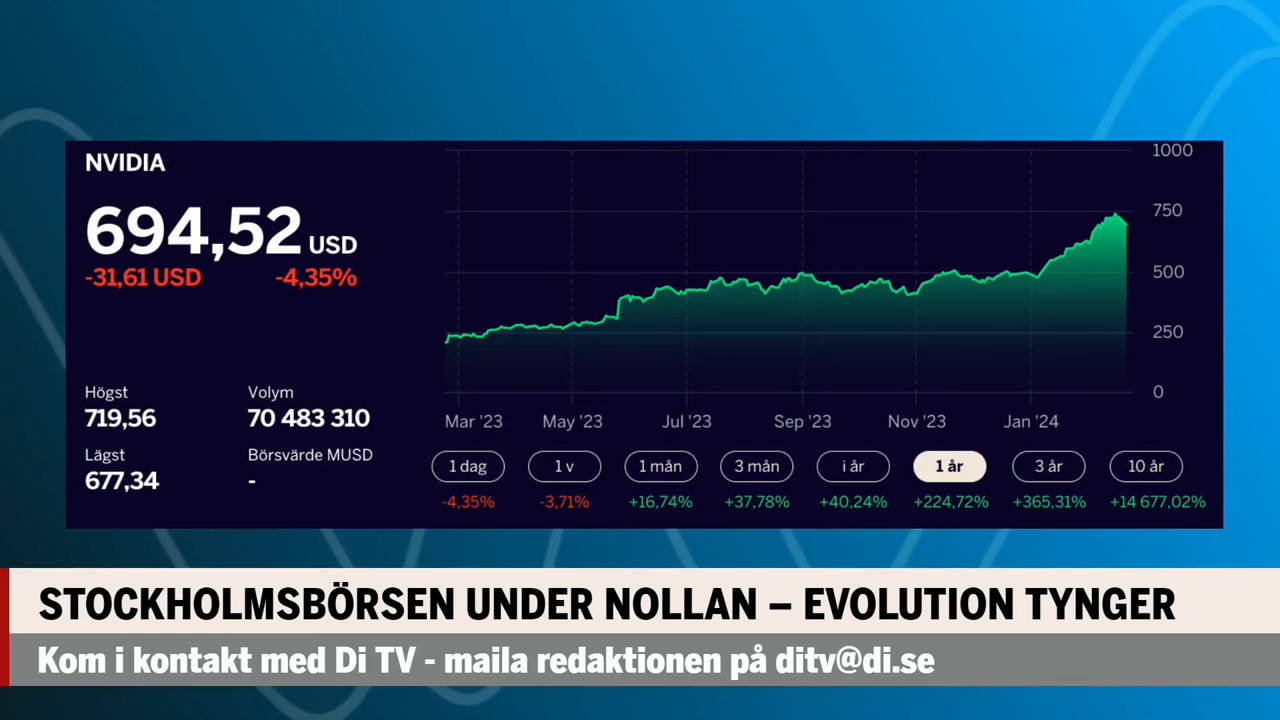 NVIDIA
694,52 USD
-31,61 USD -4,35%
Högst Volym
719,56 70 483 310
Lägst Börsvärde MUSD
677,34 -
1000
750
500
250
0
Mar '23 May '23 Jul '23 Sep '23 Nov '23 Jan '24
1 dag 1 v 1 mån 3 mån i år 1 år 3 år 10 år
-4,35% -3,71% +16,74% +37,78% +40,24% +224,72% +365,31% +14 677,02%
STOCKHOLMSBÖRSEN UNDER NOLLAN – EVOLUTION TYNGER
Kom i kontakt med Di TV - maila redaktionen på ditv@di.se